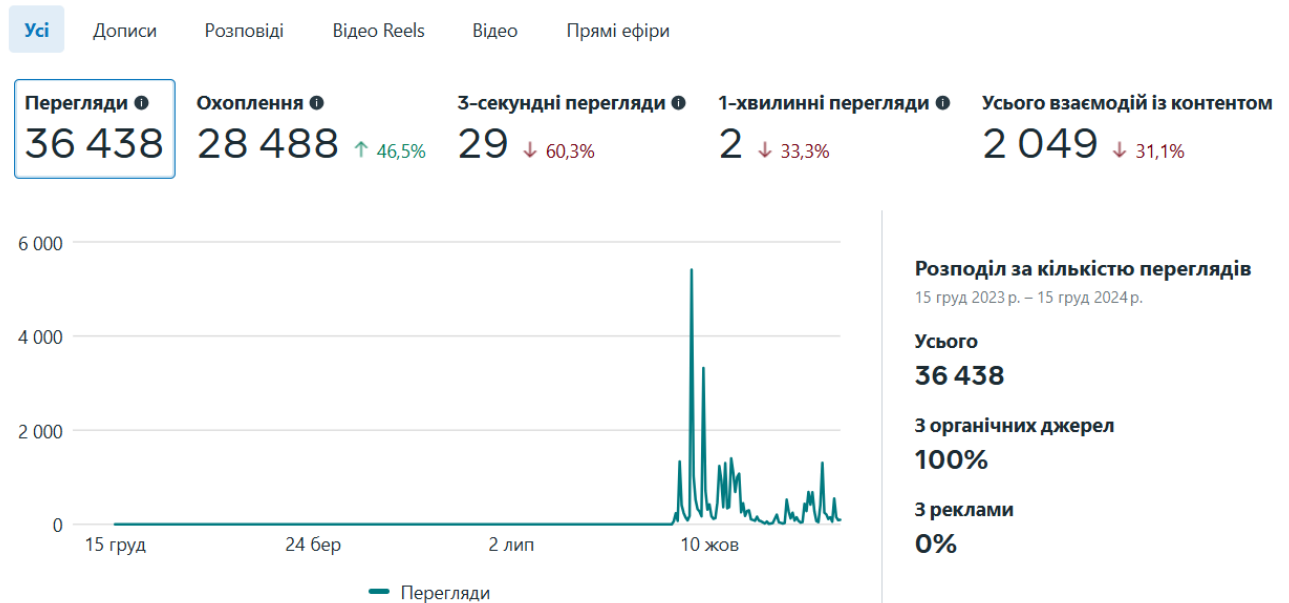 Усі Дописи Розповіді Відео Reels Відео Прямі ефіри
Перегляди Охоплення 3-секундні перегляди 1-хвилинні перегляди Усього взаємодій із контентом
36 438 28 488 ↑ 46,5% 29 ↓ 60,3% 2 ↓ 33,3% 2 049 ↓ 31,1%
6 000
4 000
2 000
0
15 груд 24 бер 2 лип 10 жов
Перегляди
Розподіл за кількістю переглядів
15 груд 2023 р. – 15 груд 2024 р.
Усього
36 438
З органічних джерел
100%
З реклами
0%